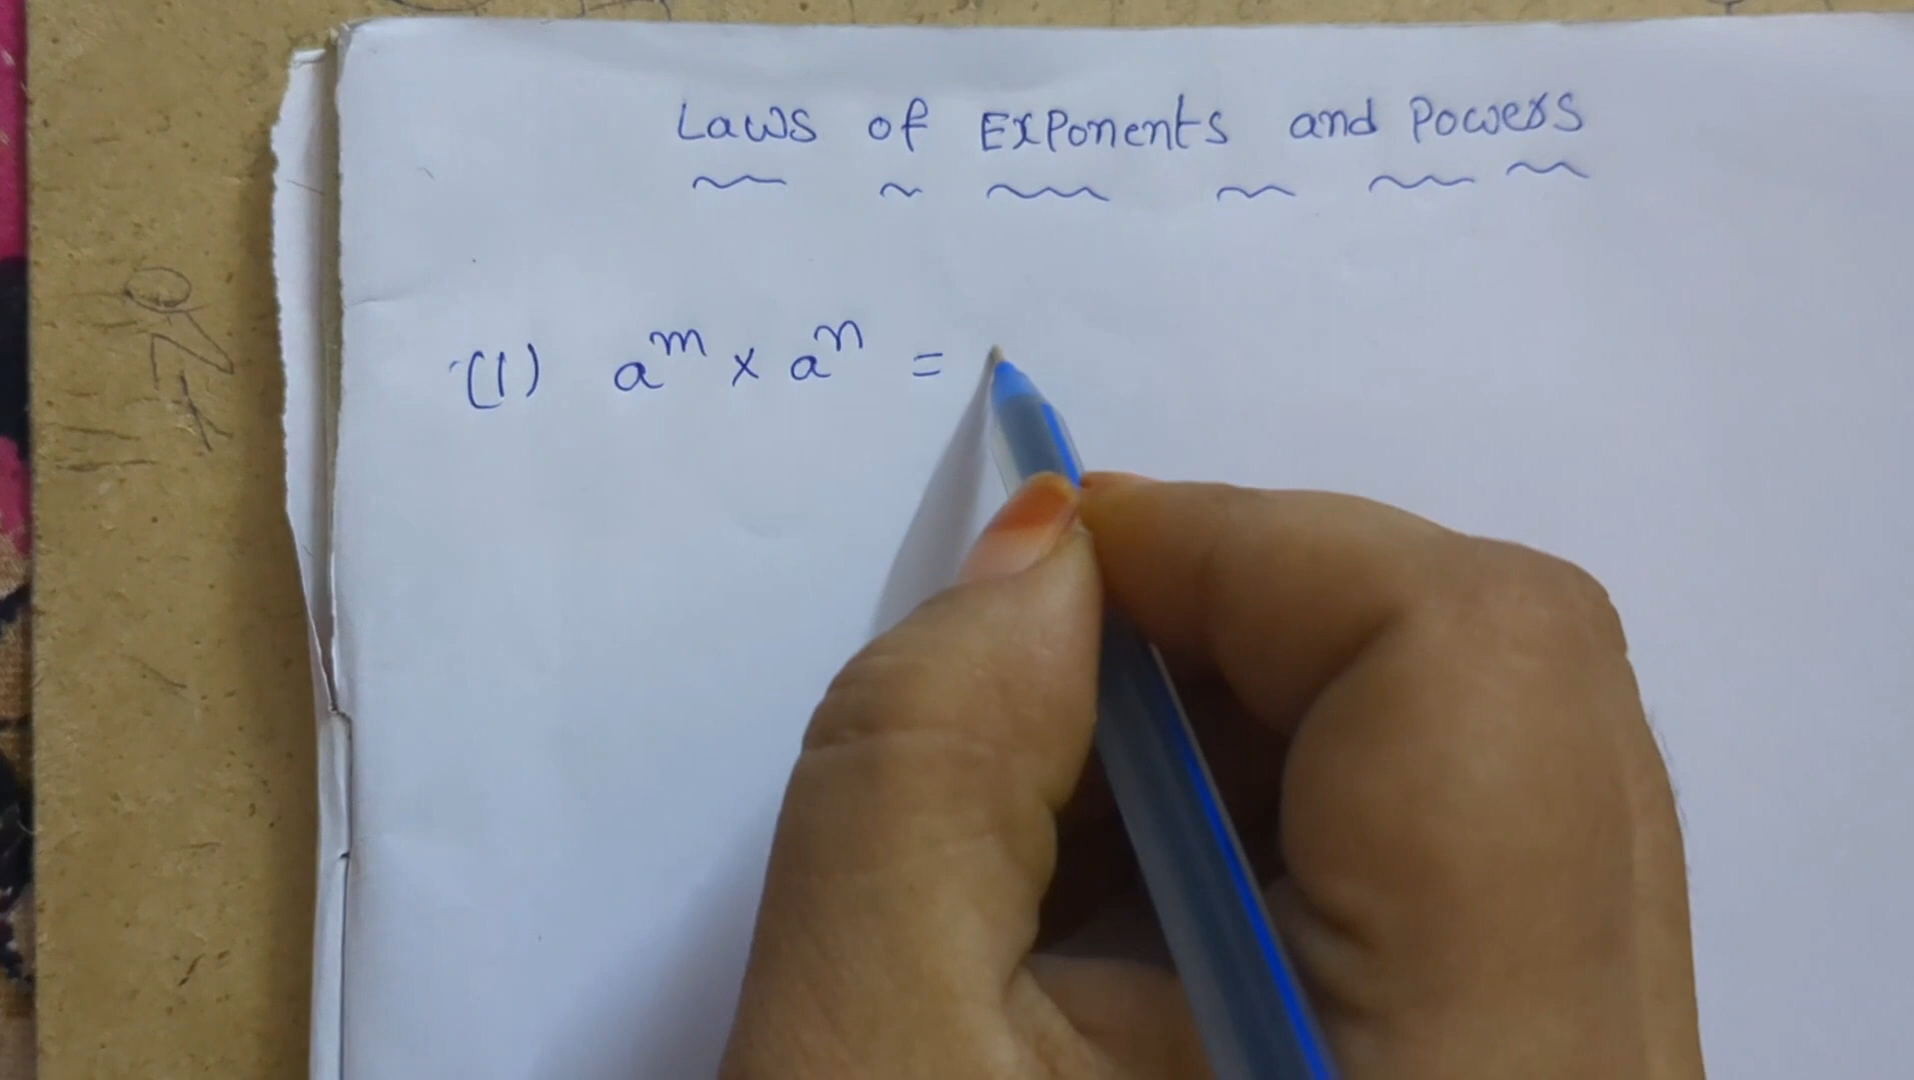 Laws of Exponents and Powers
(1) a^m × a^n =